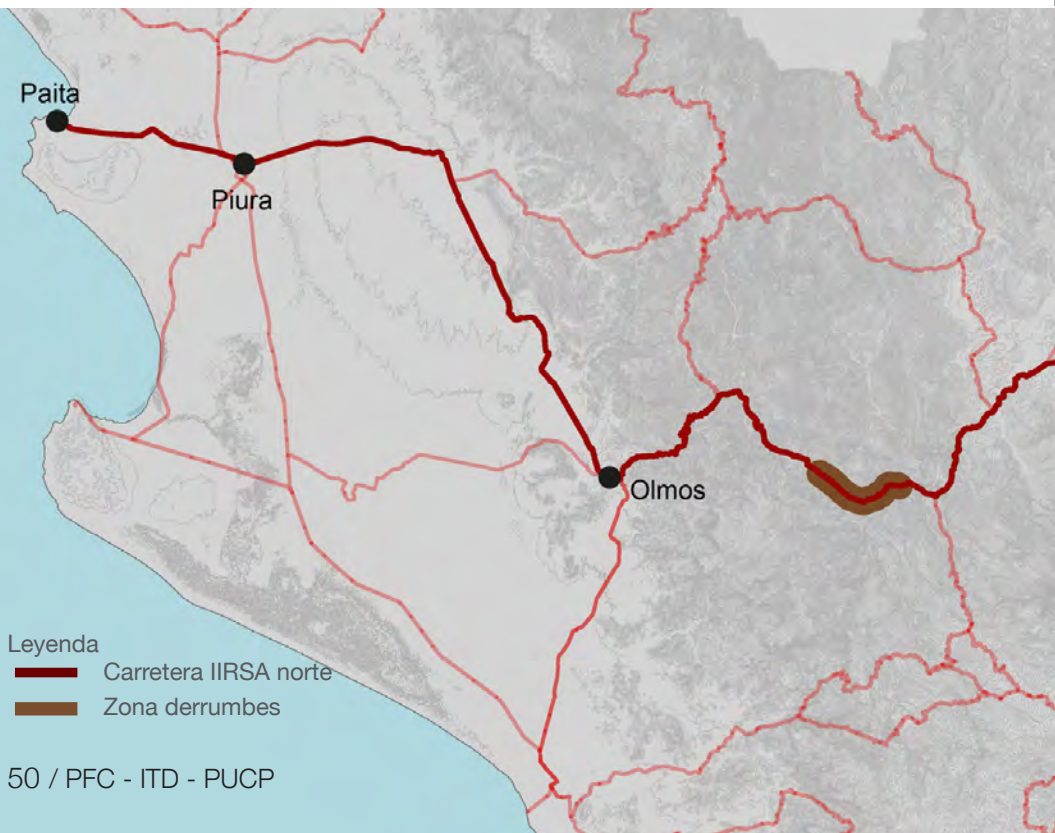 Paita
Piura
Olmos
Leyenda
Carretera IIRSA norte
Zona derrumbes
50 / PFC - ITD - PUCP